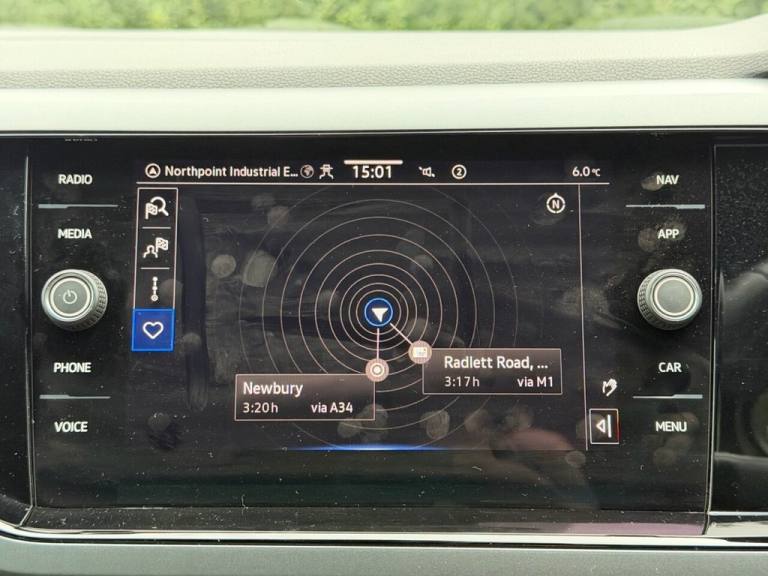 RADIO
MEDIA
PHONE
VOICE
Northpoint Industrial E...
15:01
2
6.0°C
N
Newbury
3:20h via A34
Radlett Road, ...
3:17h via M1
NAV
APP
CAR
MENU